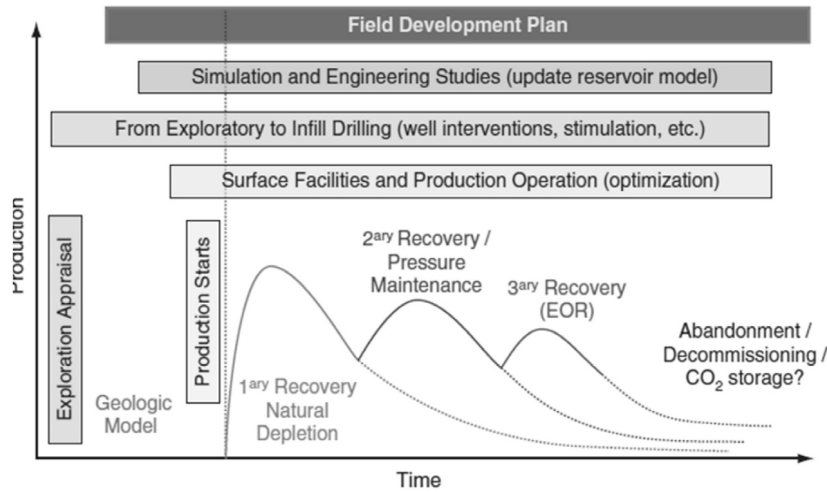 Field Development Plan
Simulation and Engineering Studies (update reservoir model)
From Exploratory to Infill Drilling (well interventions, stimulation, etc.)
Surface Facilities and Production Operation (optimization)
Production
Exploration Appraisal
Geologic
Model
Production Starts
1ary Recovery
Natural
Depletion
2ary Recovery /
Pressure
Maintenance
3ary Recovery
(EOR)
Abandonment /
Decommissioning /
CO2 storage?
Time